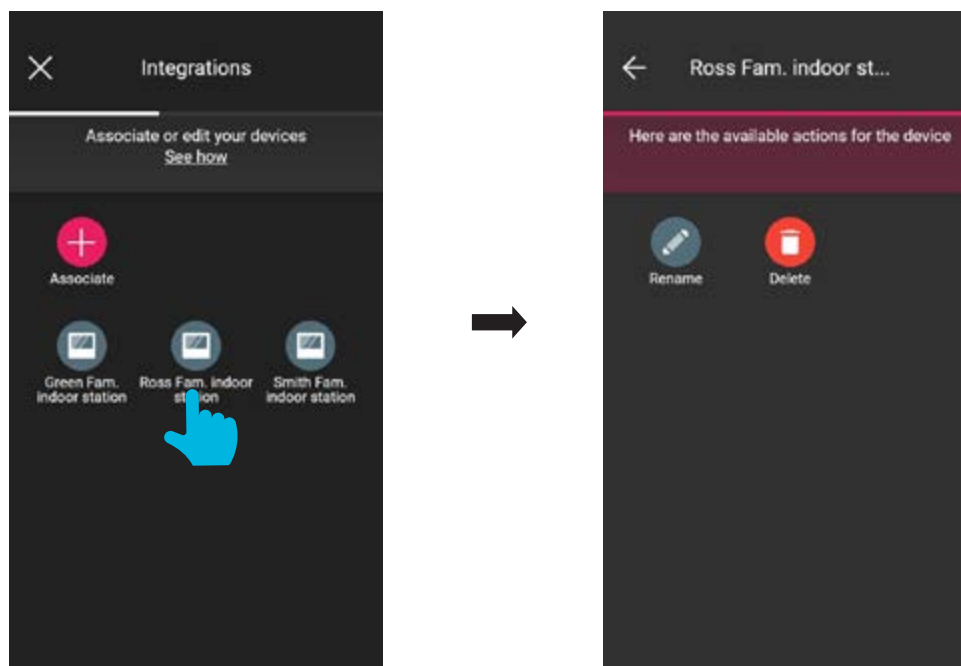 Integrations
Associate or edit your devices
See how
Associate
Green Fam.
indoor station
Ross Fam. indoor
station
Smith Fam.
indoor station
Ross Fam. indoor st...
Here are the available actions for the device
Rename
Delete